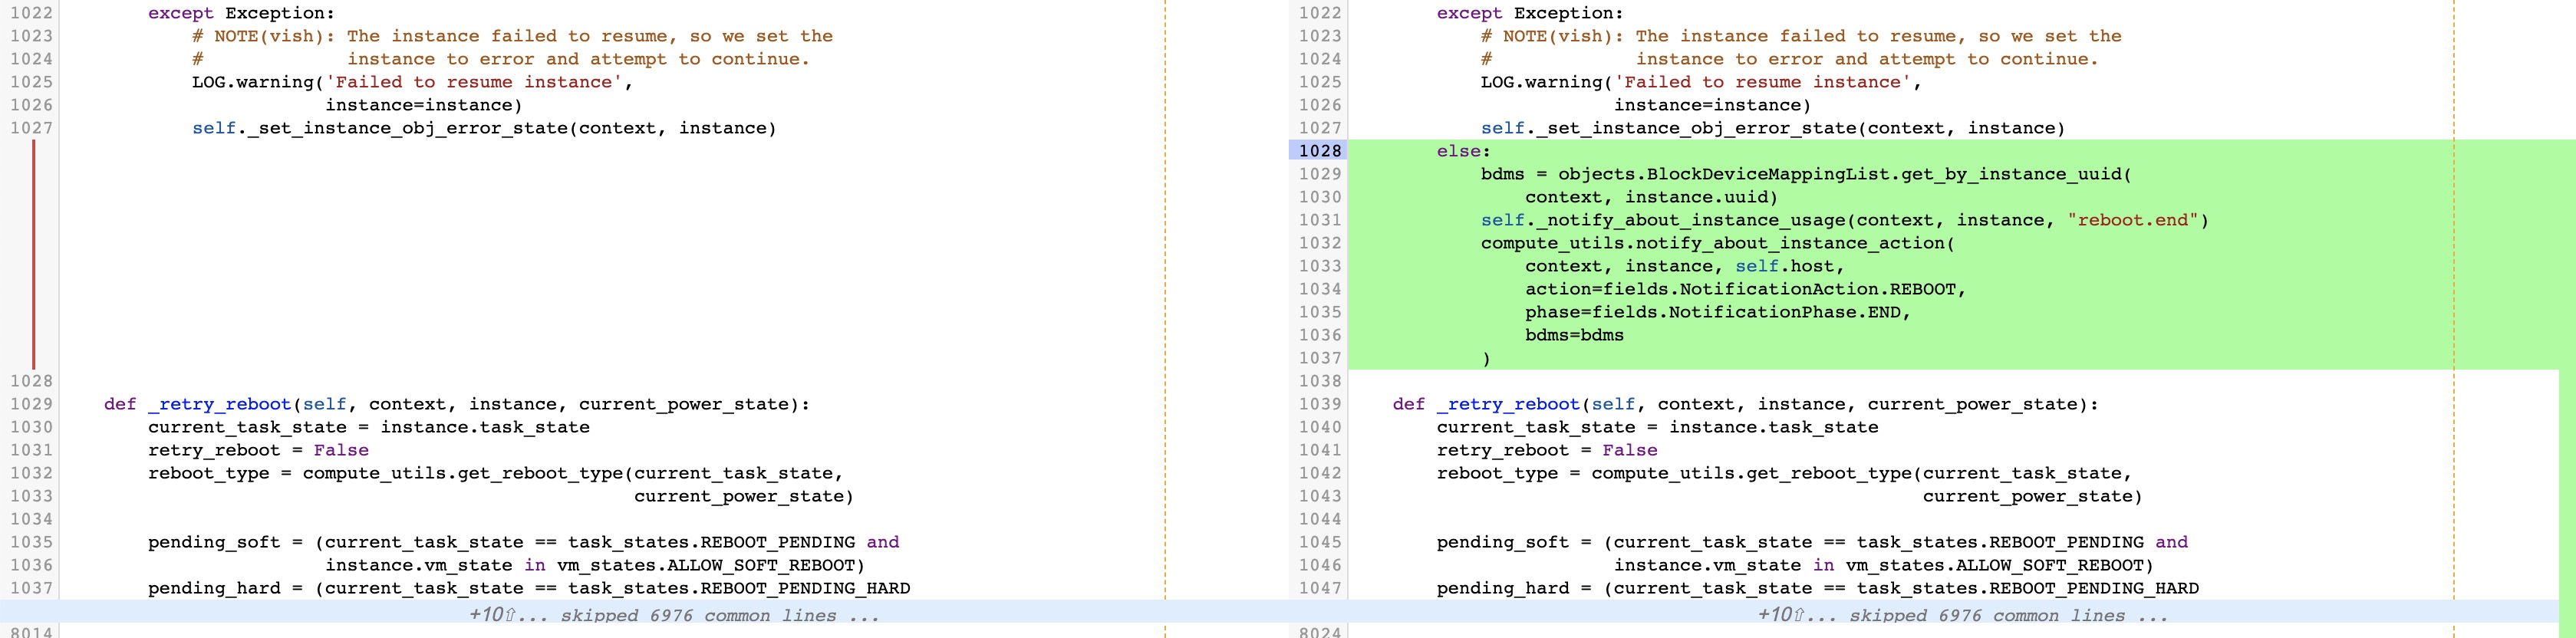 1022        except Exception:
1023            # NOTE(vish): The instance failed to resume, so we set the
1024            #             instance to error and attempt to continue.
1025            LOG.warning('Failed to resume instance',
1026                        instance=instance)
1027            self._set_instance_obj_error_state(context, instance)
1028
1029    def _retry_reboot(self, context, instance, current_power_state):
1030        current_task_state = instance.task_state
1031        retry_reboot = False
1032        reboot_type = compute_utils.get_reboot_type(current_task_state,
1033                                                    current_power_state)
1034
1035        pending_soft = (current_task_state == task_states.REBOOT_PENDING and
1036                        instance.vm_state in vm_states.ALLOW_SOFT_REBOOT)
1037        pending_hard = (current_task_state == task_states.REBOOT_PENDING_HARD
+10⇧... skipped 6976 common lines ...
8014
1022        except Exception:
1023            # NOTE(vish): The instance failed to resume, so we set the
1024            #             instance to error and attempt to continue.
1025            LOG.warning('Failed to resume instance',
1026                        instance=instance)
1027            self._set_instance_obj_error_state(context, instance)
1028        else:
1029            bdms = objects.BlockDeviceMappingList.get_by_instance_uuid(
1030                context, instance.uuid)
1031            self._notify_about_instance_usage(context, instance, "reboot.end")
1032            compute_utils.notify_about_instance_action(
1033                context, instance, self.host,
1034                action=fields.NotificationAction.REBOOT,
1035                phase=fields.NotificationPhase.END,
1036                bdms=bdms
1037            )
1038
1039    def _retry_reboot(self, context, instance, current_power_state):
1040        current_task_state = instance.task_state
1041        retry_reboot = False
1042        reboot_type = compute_utils.get_reboot_type(current_task_state,
1043                                                    current_power_state)
1044
1045        pending_soft = (current_task_state == task_states.REBOOT_PENDING and
1046                        instance.vm_state in vm_states.ALLOW_SOFT_REBOOT)
1047        pending_hard = (current_task_state == task_states.REBOOT_PENDING_HARD
+10⇧... skipped 6976 common lines ...
8024